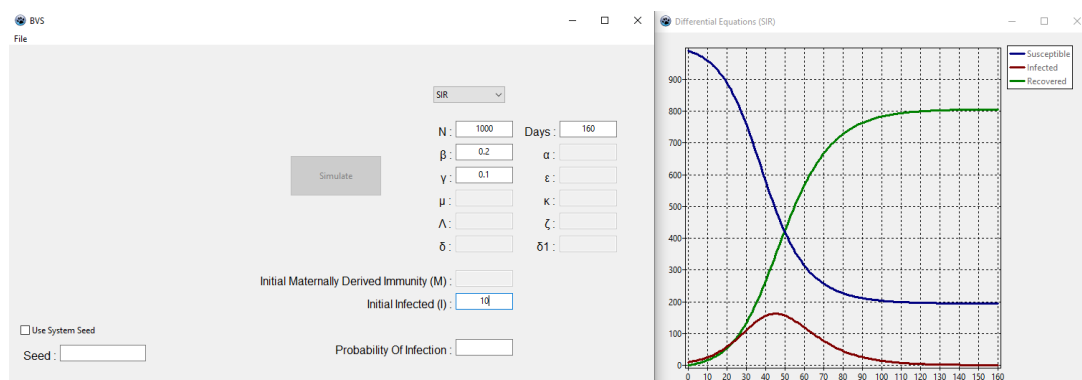 BVS
File
SIR
N : 1000 Days : 160
β : 0.2 α :
γ : 0.1 ε :
Simulate
μ : κ :
Λ : ζ :
δ : δ1 :
Initial Maternally Derived Immunity (M) :
Initial Infected (I) : 10
Use System Seed
Seed :
Probability Of Infection :
Differential Equations (SIR)
Susceptible
Infected
Recovered
900
800
700
600
500
400
300
200
100
0
0 10 20 30 40 50 60 70 80 90 100 110 120 130 140 150 160